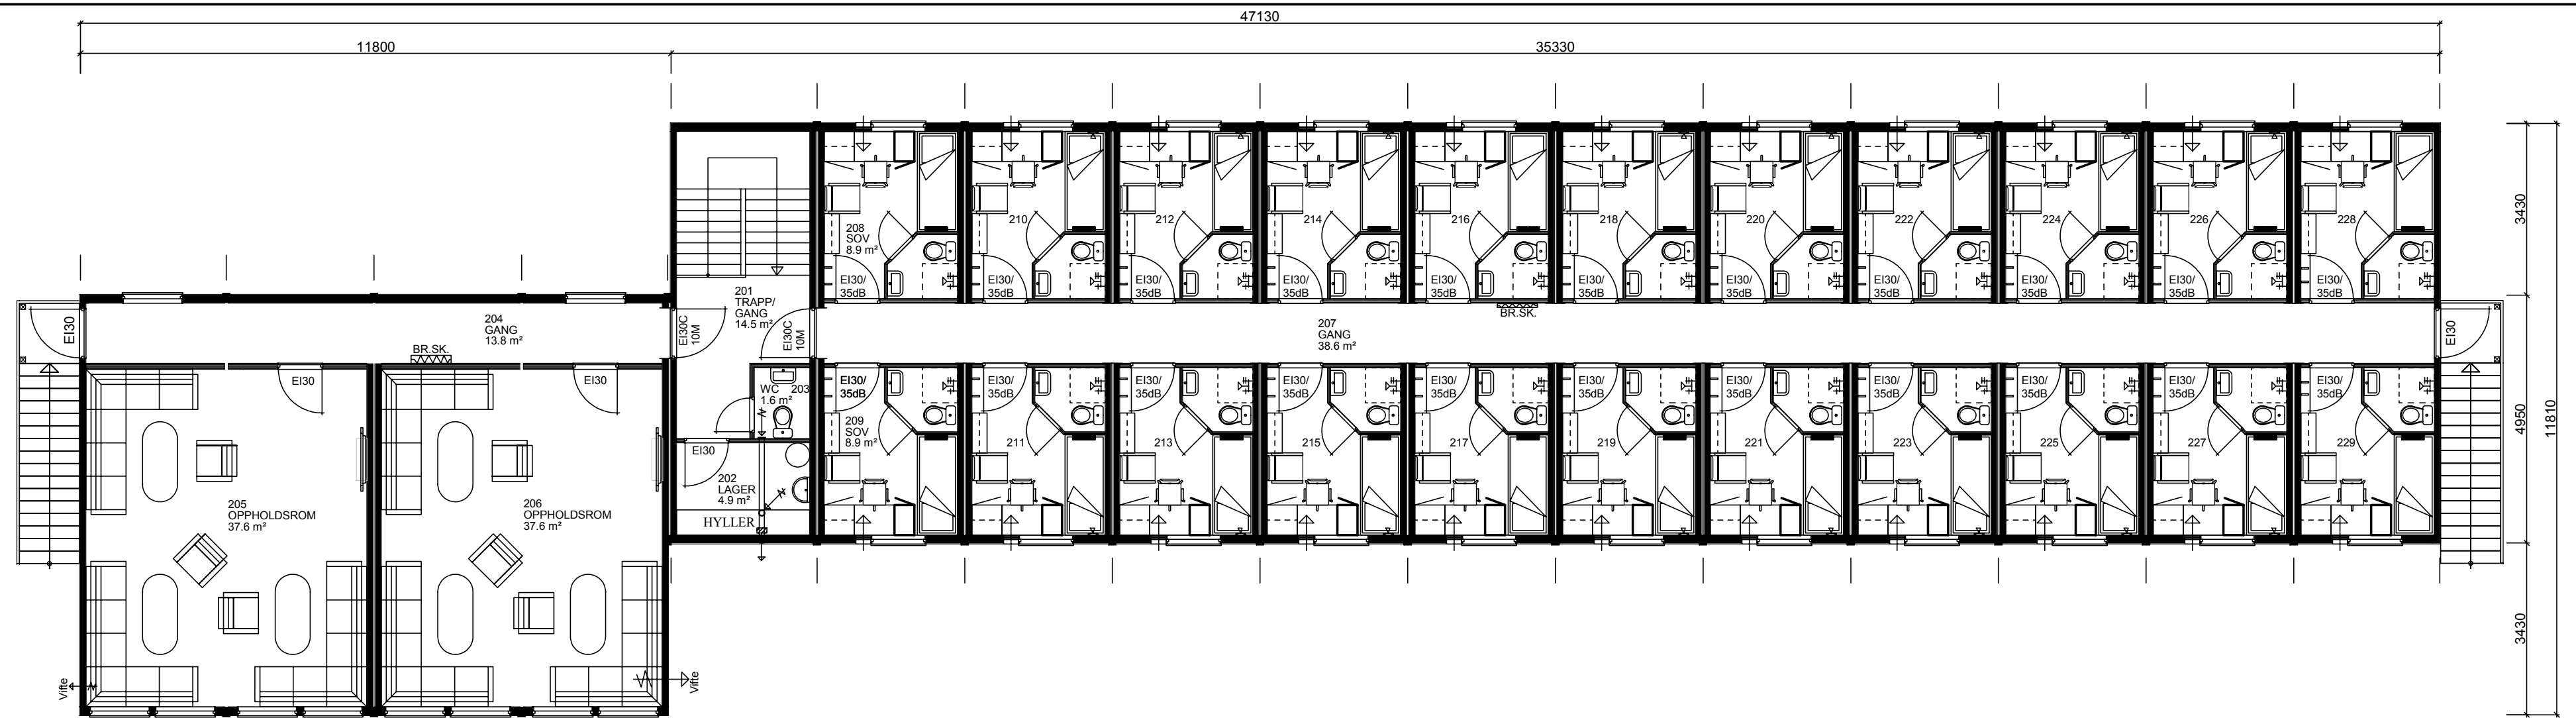 47130
11800
35330
208
SOV
8.9 m²
EI30/
35dB
210
EI30/
35dB
212
EI30/
35dB
214
EI30/
35dB
216
EI30/
35dB
218
EI30/
35dB
220
EI30/
35dB
222
EI30/
35dB
224
EI30/
35dB
226
EI30/
35dB
228
EI30/
35dB
3430
4950
3430
11810
EI30
204
GANG
13.8 m²
BR.SK.
201
TRAPP/
GANG
14.5 m²
EI30C
10M
EI30C
10M
207
GANG
38.6 m²
BR.SK.
EI30
EI30
EI30
WC 203
1.6 m²
EI30
202
LAGER
4.9 m²
HYLLER
205
OPPHOLDSROM
37.6 m²
206
OPPHOLDSROM
37.6 m²
Vifte
Vifte
EI30/
35dB
209
SOV
8.9 m²
EI30/
35dB
211
EI30/
35dB
213
EI30/
35dB
215
EI30/
35dB
217
EI30/
35dB
219
EI30/
35dB
221
EI30/
35dB
223
EI30/
35dB
225
EI30/
35dB
227
EI30/
35dB
229